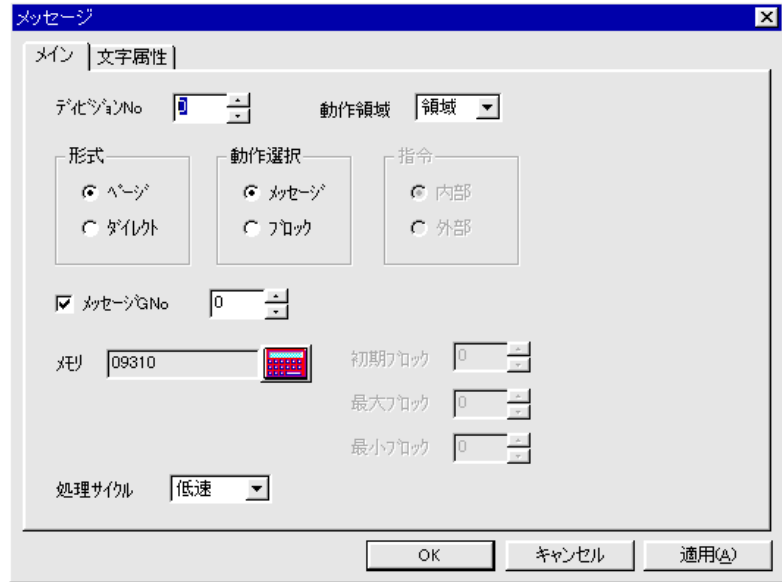 メッセージ
メイン 文字属性
ﾃﾞｨﾋﾞｼﾞｮﾝNo 0 動作領域 領域
形式 動作選択 指令
ﾍﾟｰｼﾞ ﾒｯｾｰｼﾞ 内部
ﾀﾞｲﾚｸﾄ ﾌﾞﾛｯｸ 外部
ﾒｯｾｰｼﾞGNo 0
ﾒﾓﾘ 09310 初期ﾌﾞﾛｯｸ 0
最大ﾌﾞﾛｯｸ 0
最小ﾌﾞﾛｯｸ 0
処理ｻｲｸﾙ 低速
OK キャンセル 適用(A)